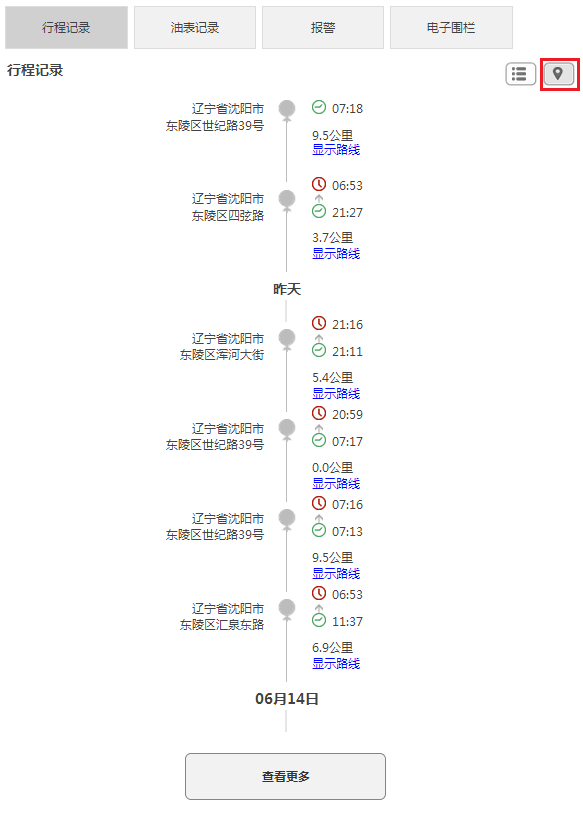 行程记录
油表记录
报警
电子围栏
行程记录
辽宁省沈阳市
东陵区世纪路39号
07:18
9.5公里
显示路线
辽宁省沈阳市
东陵区四弦路
06:53
21:27
3.7公里
显示路线
昨天
辽宁省沈阳市
东陵区浑河大街
21:16
21:11
5.4公里
显示路线
辽宁省沈阳市
东陵区世纪路39号
20:59
07:17
0.0公里
显示路线
辽宁省沈阳市
东陵区世纪路39号
07:16
07:13
9.5公里
显示路线
辽宁省沈阳市
东陵区汇泉东路
06:53
11:37
6.9公里
显示路线
06月14日
查看更多